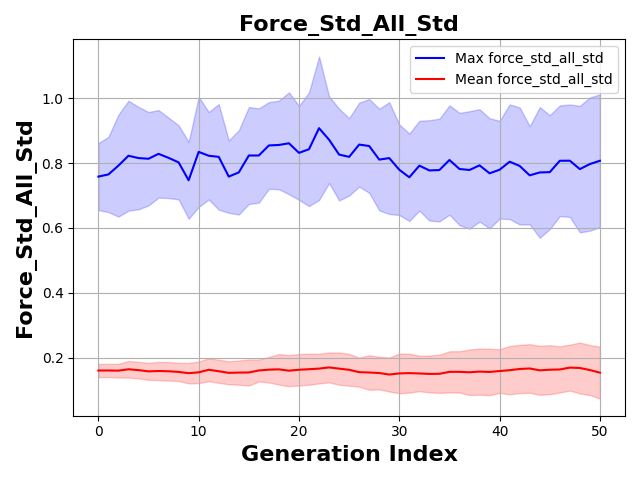 Force_Std_All_Std
Max force_std_all_std
Mean force_std_all_std
Force_Std_All_Std
1.0
0.8
0.6
0.4
0.2
0
10
20
30
40
50
Generation Index